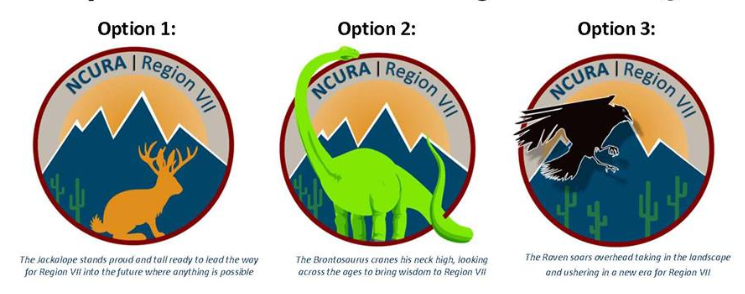 Option 1:
Option 2:
Option 3:
NCURA | Region VII
NCURA | Region VII
NCURA | Region VII
The Jackalope stands proud and tall ready to lead the way
for Region VII into the future where anything is possible
The Brontosaurus cranes his neck high, looking
across the ages to bring wisdom to Region VII
The Raven soars overhead taking in the landscape
and ushering in a new era for Region VII